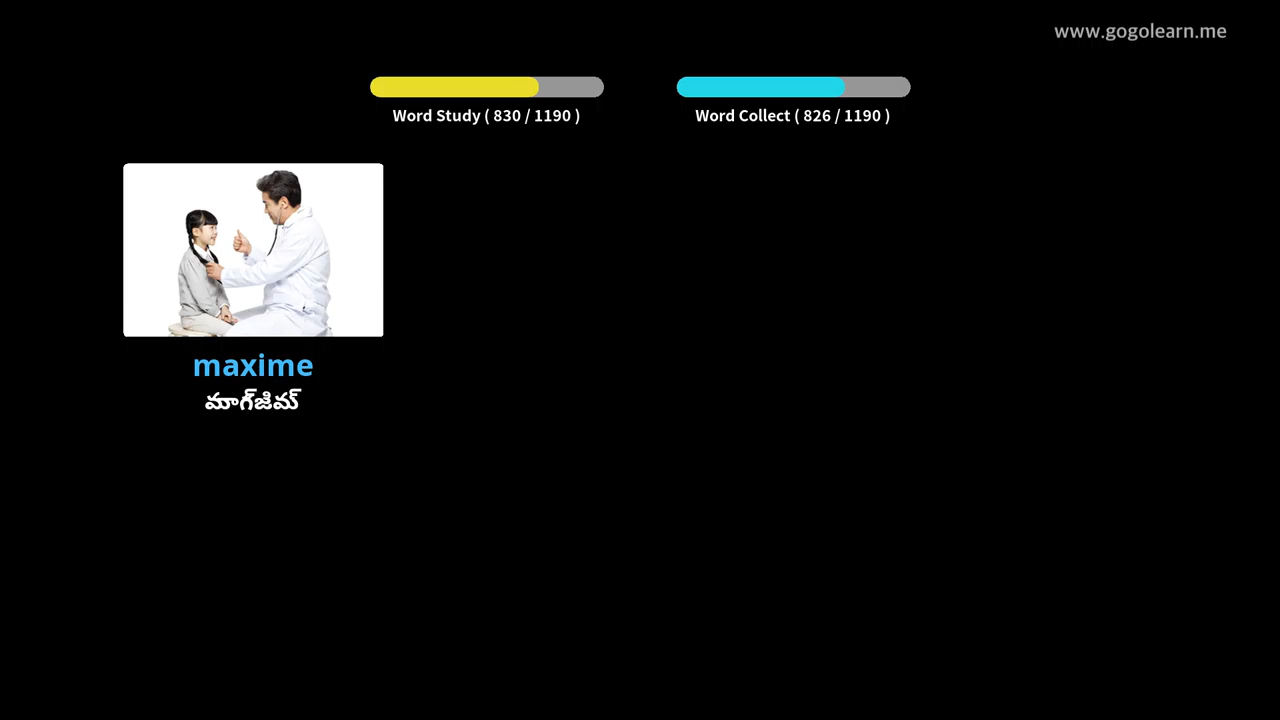 www.gogolearn.me
Word Study ( 830 / 1190 )
Word Collect ( 826 / 1190 )
maxime
మాగ్‌జిమ్